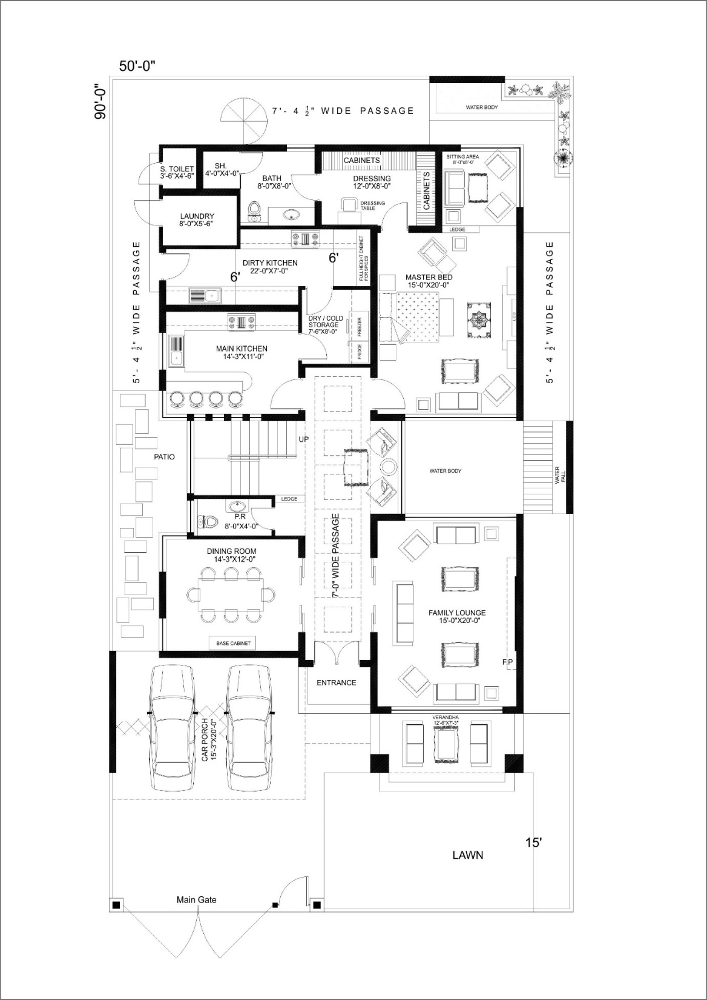 50'-0"
90'-0"
7'- 4 1/2" WIDE PASSAGE
WATER BODY
S. TOILET
3'-6"X4'-6"
SH.
4'-0"X4'-0"
BATH
8'-0"X8'-0"
CABINETS
DRESSING
12'-0"X8'-0"
CABINETS
DRESSING
TABLE
SITTING AREA
8'-0"x8'-0"
LEDGE
LAUNDRY
8'-0"X5'-6"
DIRTY KITCHEN
22'-0"X7'-0"
6'
6'
FULL HEIGHT CABINET
FOR SPICES
MASTER BED
15'-0"X20'-0"
LCD
5'- 4 1/2" WIDE PASSAGE
5'- 4 1/2" WIDE PASSAGE
DRY / COLD
STORAGE
7'-6"X8'-0"
FREEZER
FRIDGE
MAIN KITCHEN
14'-3"X11'-0"
UP
PATIO
WATER BODY
WATER
FALL
LEDGE
P.R
8'-0"X4'-0"
7'-0" WIDE PASSAGE
DINING ROOM
14'-3"X12'-0"
BASE CABINET
FAMILY LOUNGE
15'-0"X20'-0"
F.P
ENTRANCE
VERANDHA
12'-6"X7'-3"
CAR PORCH
15'-3"X20'-0"
15'
LAWN
Main Gate